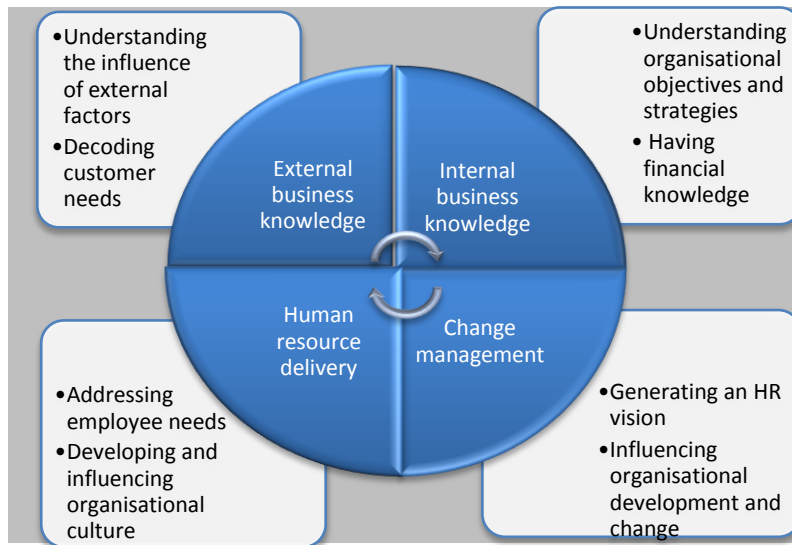 •Understanding
the influence
of external
factors
•Decoding
customer
needs
•Understanding
organisational
objectives and
strategies
• Having
financial
knowledge
External
business
knowledge
Internal
business
knowledge
Human
resource
delivery
Change
management
•Addressing
employee needs
•Developing and
influencing
organisational
culture
•Generating an HR
vision
•Influencing
organisational
development and
change